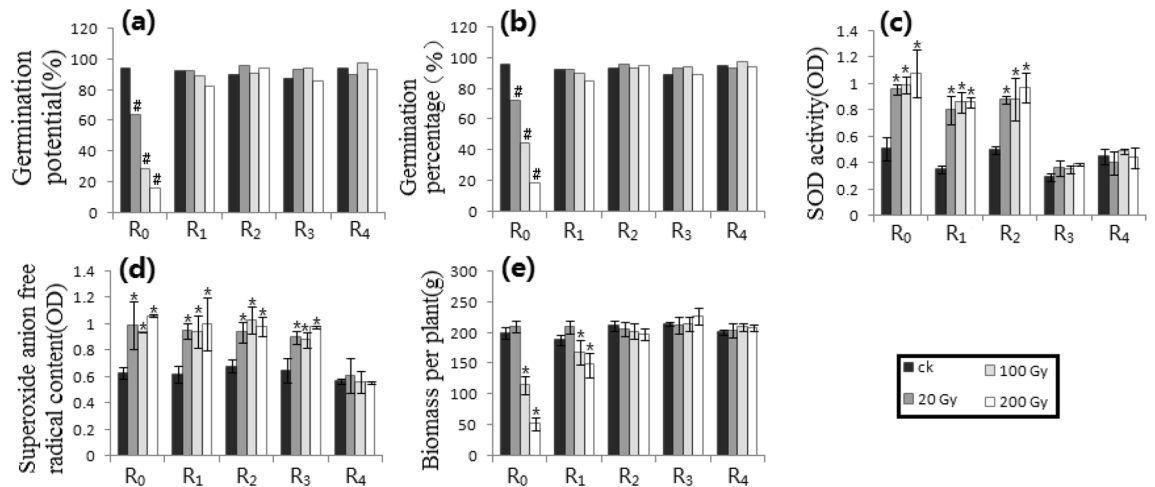 (a)
Germination
potential(%)
120
100
80
60
40
20
0
#
#
#
R0 R1 R2 R3 R4
(b)
Germination
percentage (%)
120
100
80
60
40
20
0
#
#
#
R0 R1 R2 R3 R4
(c)
SOD activity(OD)
1.4
1.2
1
0.8
0.6
0.4
0.2
0
* * *
* * *
* * *
R0 R1 R2 R3 R4
(d)
Superoxide anion free
radical content(OD)
1.4
1.2
1
0.8
0.6
0.4
0.2
0
* * *
* * *
* * *
* * *
R0 R1 R2 R3 R4
(e)
Biomass per plant(g)
300
250
200
150
100
50
0
* *
* *
R0 R1 R2 R3 R4
ck 100 Gy
20 Gy 200 Gy